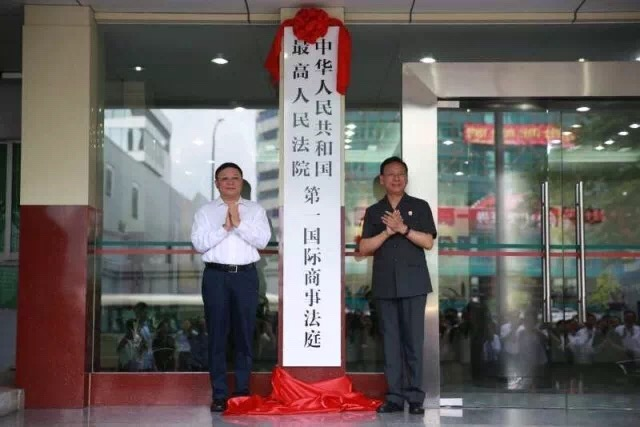 中华人民共和国
最高人民法院
第一国际商事法庭